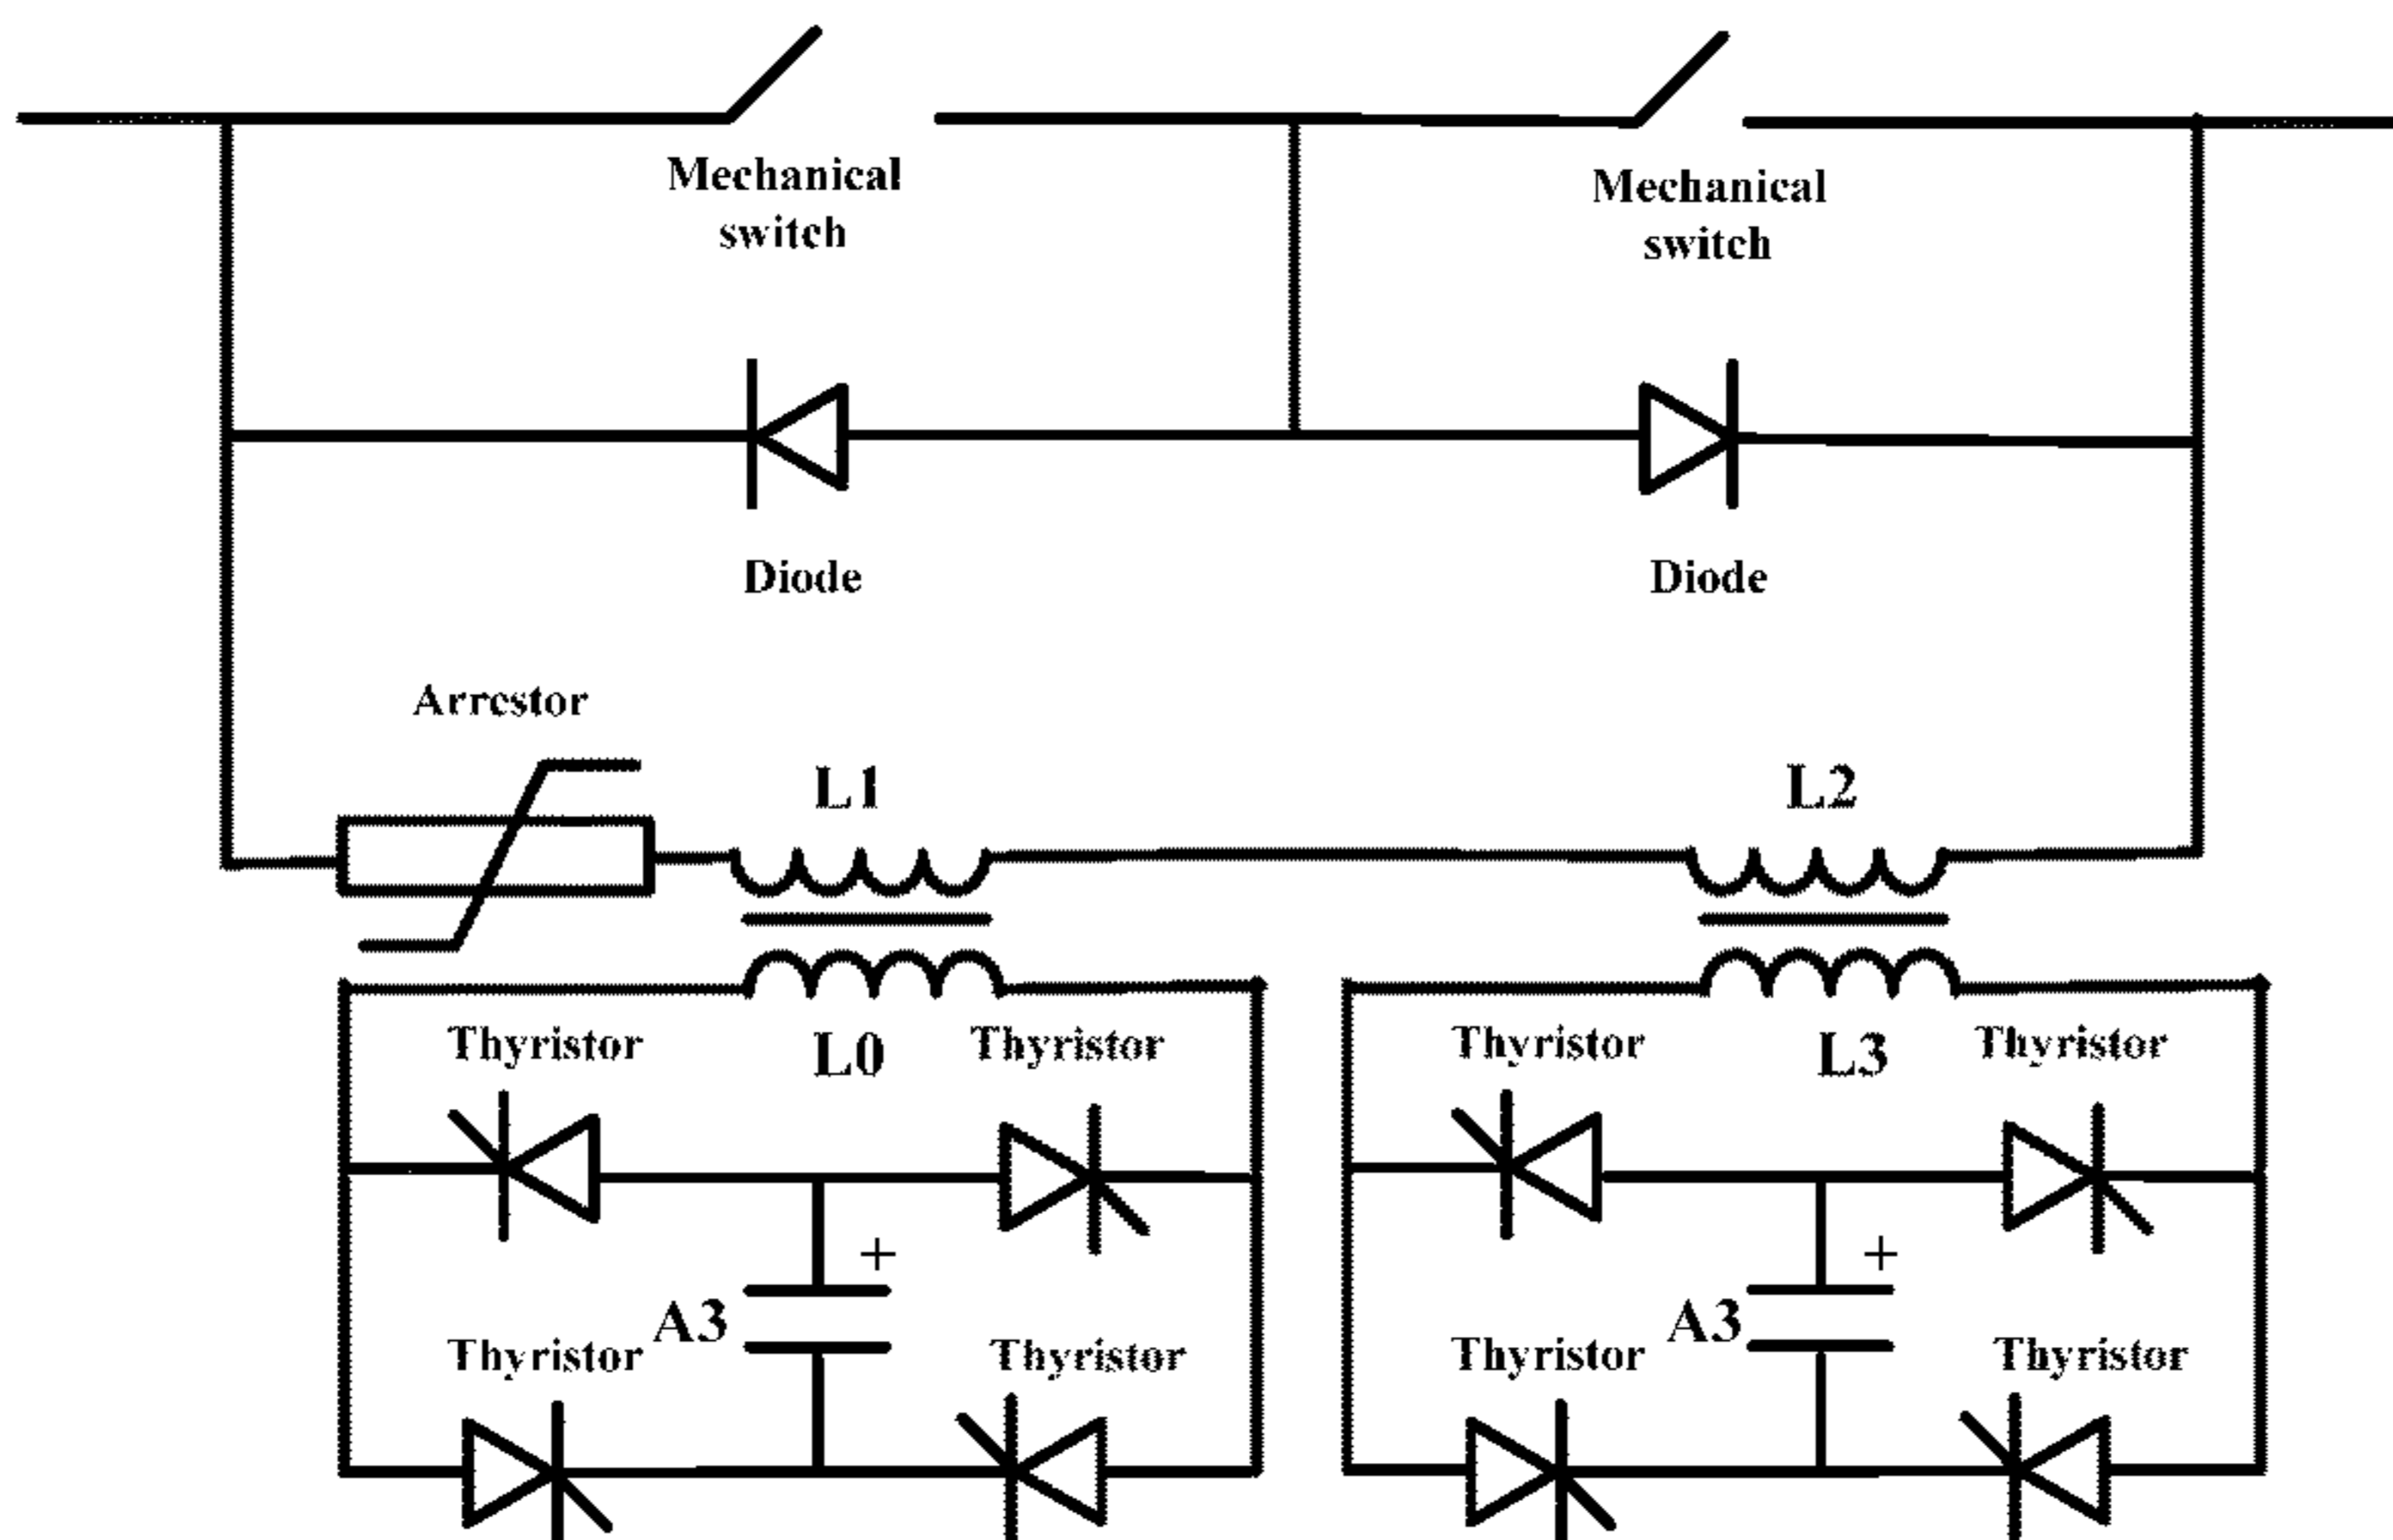 Mechanical
switch
Mechanical
switch
Diode
Diode
Arrestor
L1
L2
Thyristor
L0
Thyristor
Thyristor
L3
Thyristor
+
+
A3
A3
Thyristor
Thyristor
Thyristor
Thyristor